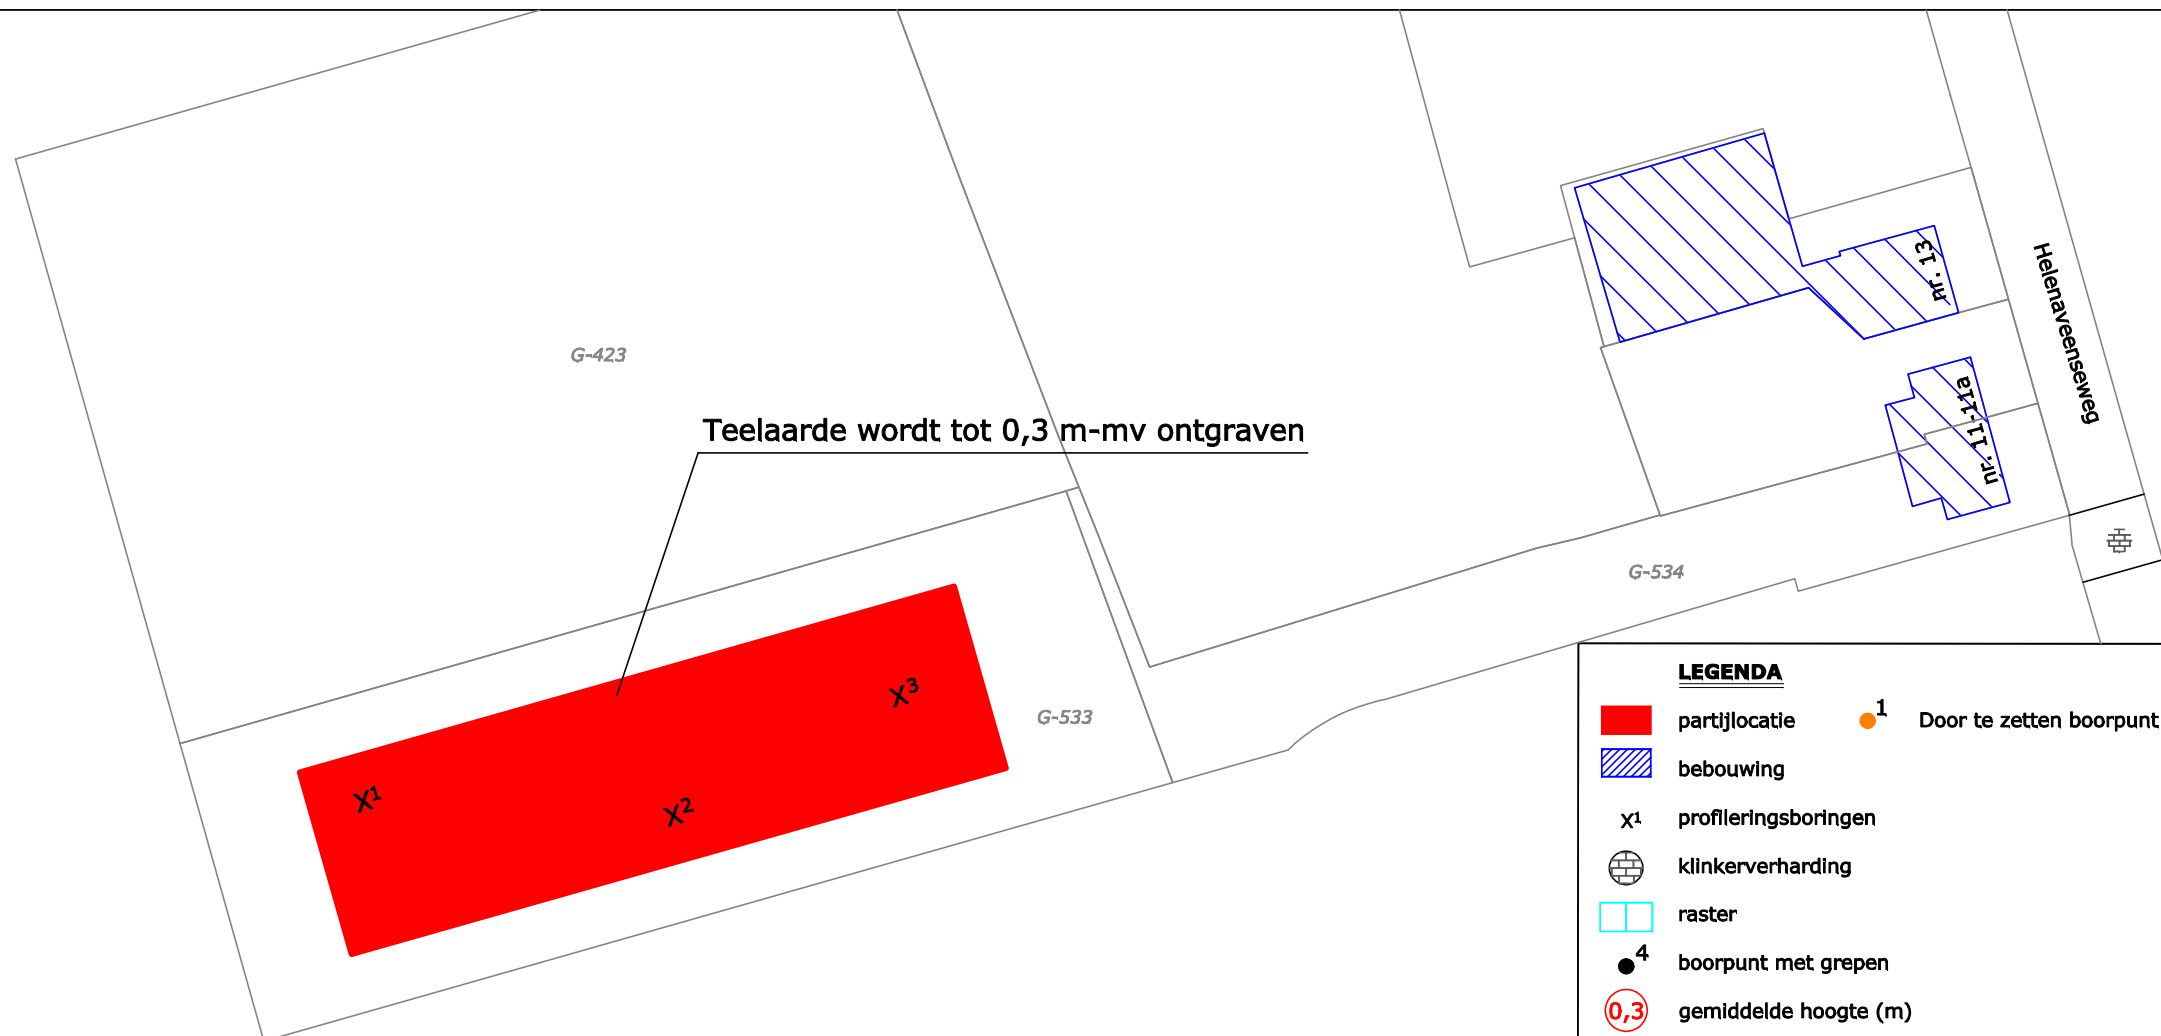 nr. 13
Helenaveenseweg
G-423
nr. 11-11a
Teelaarde wordt tot 0,3 m-mv ontgraven
G-534
X3
G-533
X1
X2
LEGENDA
partijlocatie
1 Door te zetten boorpunt
bebouwing
X1 profileringsboringen
klinkerverharding
raster
4 boorpunt met grepen
0,3 gemiddelde hoogte (m)